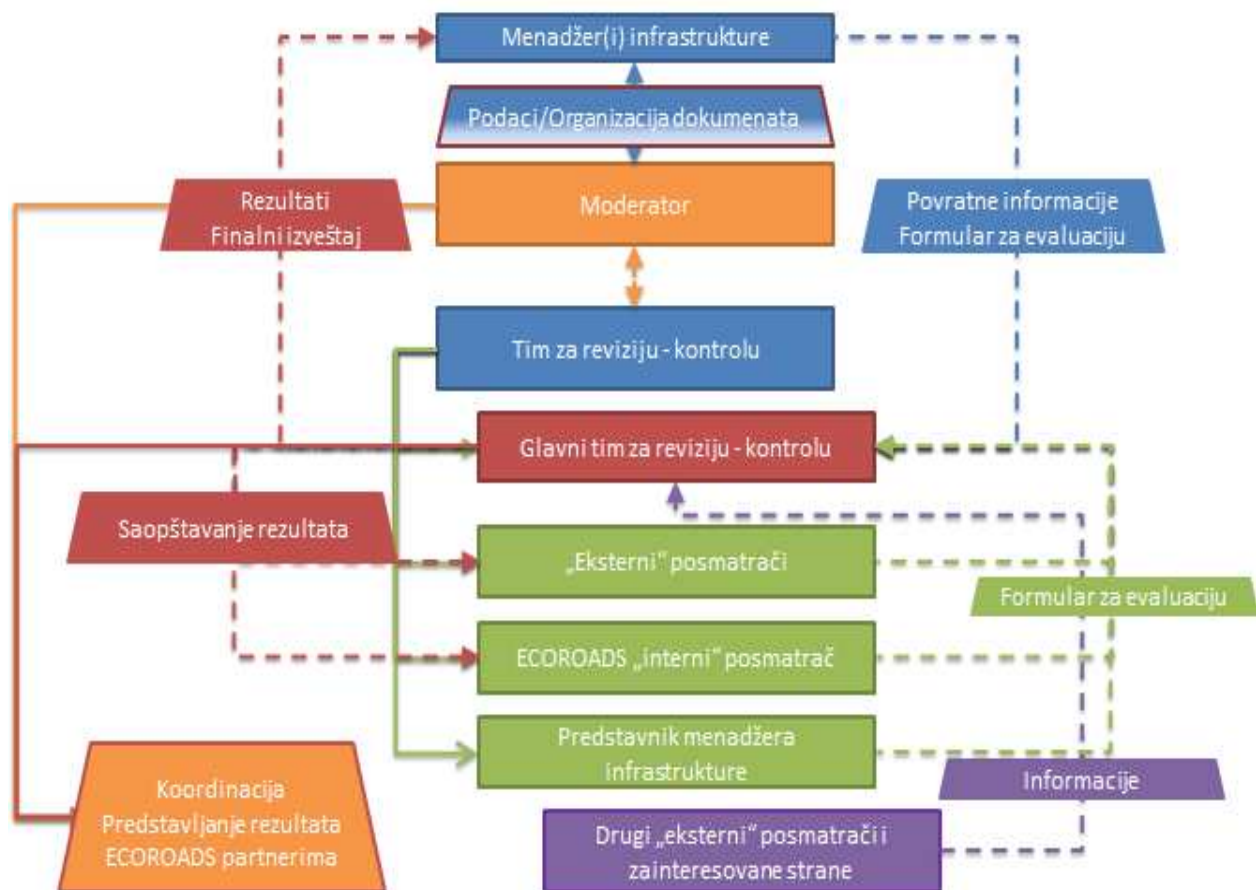 Menadžer(i) infrastrukture
Podaci/Organizacija dokumenata
Rezultati
Finalni izveštaj
Moderator
Povratne informacije
Formular za evaluaciju
Tim za reviziju - kontrolu
Glavni tim za reviziju - kontrolu
Saopštavanje rezultata
„Eksterni“ posmatrači
Formular za evaluaciju
ECOROADS „interni“ posmatrač
Predstavnik menadžera
infrastrukture
Informacije
Koordinacija
Predstavljanje rezultata
ECOROADS partnerima
Drugi „eksterni“ posmatrači i
zainteresovane strane